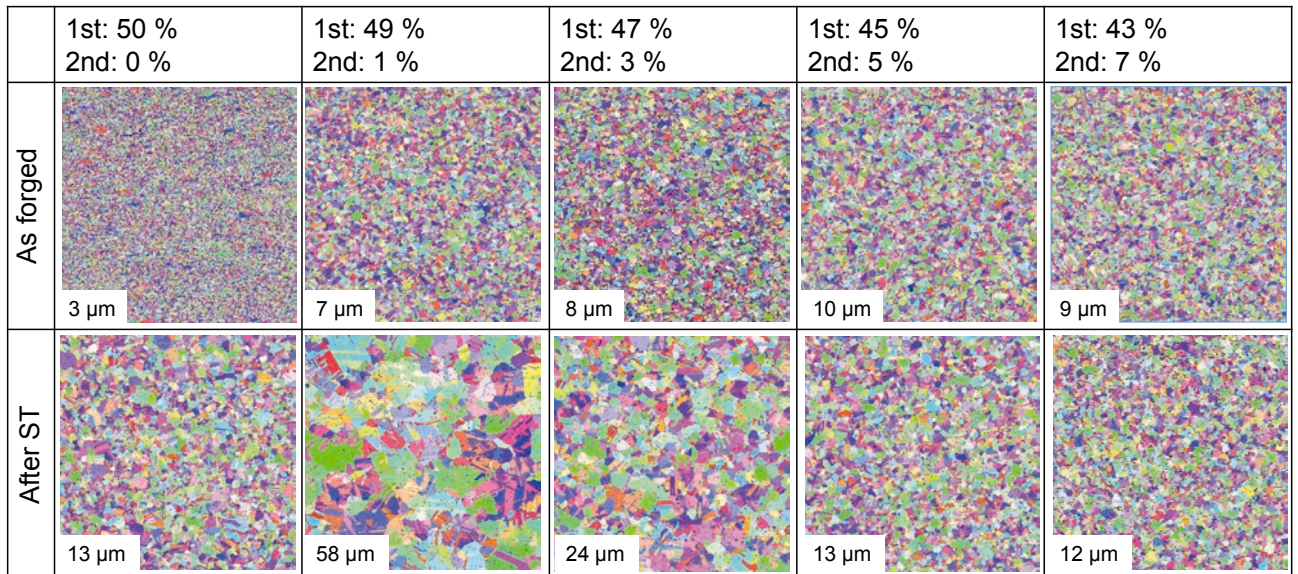 1st: 50 %
2nd: 0 %
1st: 49 %
2nd: 1 %
1st: 47 %
2nd: 3 %
1st: 45 %
2nd: 5 %
1st: 43 %
2nd: 7 %
As forged
3 µm
7 µm
8 µm
10 µm
9 µm
After ST
13 µm
58 µm
24 µm
13 µm
12 µm